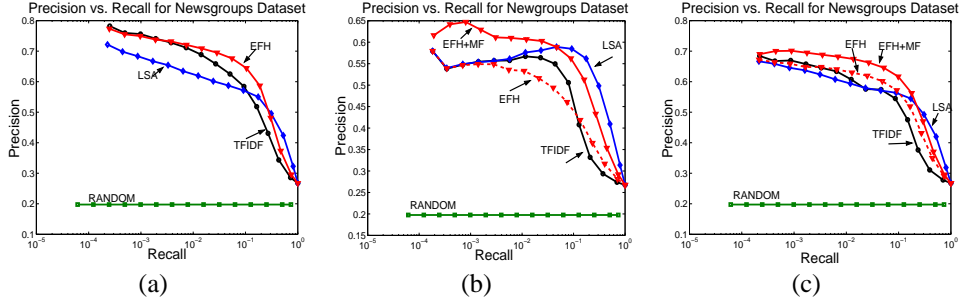 Precision vs. Recall for Newsgroups Dataset
0.8
0.7
0.6
0.5
0.4
0.3
0.2
0.1
Precision
EFH
LSA
TFIDF
RANDOM
10^-5 10^-4 10^-3 10^-2 10^-1 10^0
Recall
(a)
Precision vs. Recall for Newsgroups Dataset
0.65
0.6
0.55
0.5
0.45
0.4
0.35
0.3
0.25
0.2
0.15
Precision
EFH+MF
LSA
EFH
TFIDF
RANDOM
10^-5 10^-4 10^-3 10^-2 10^-1 10^0
Recall
(b)
Precision vs. Recall for Newsgroups Dataset
0.8
0.7
0.6
0.5
0.4
0.3
0.2
0.1
Precision
EFH
EFH+MF
LSA
TFIDF
RANDOM
10^-5 10^-4 10^-3 10^-2 10^-1 10^0
Recall
(c)